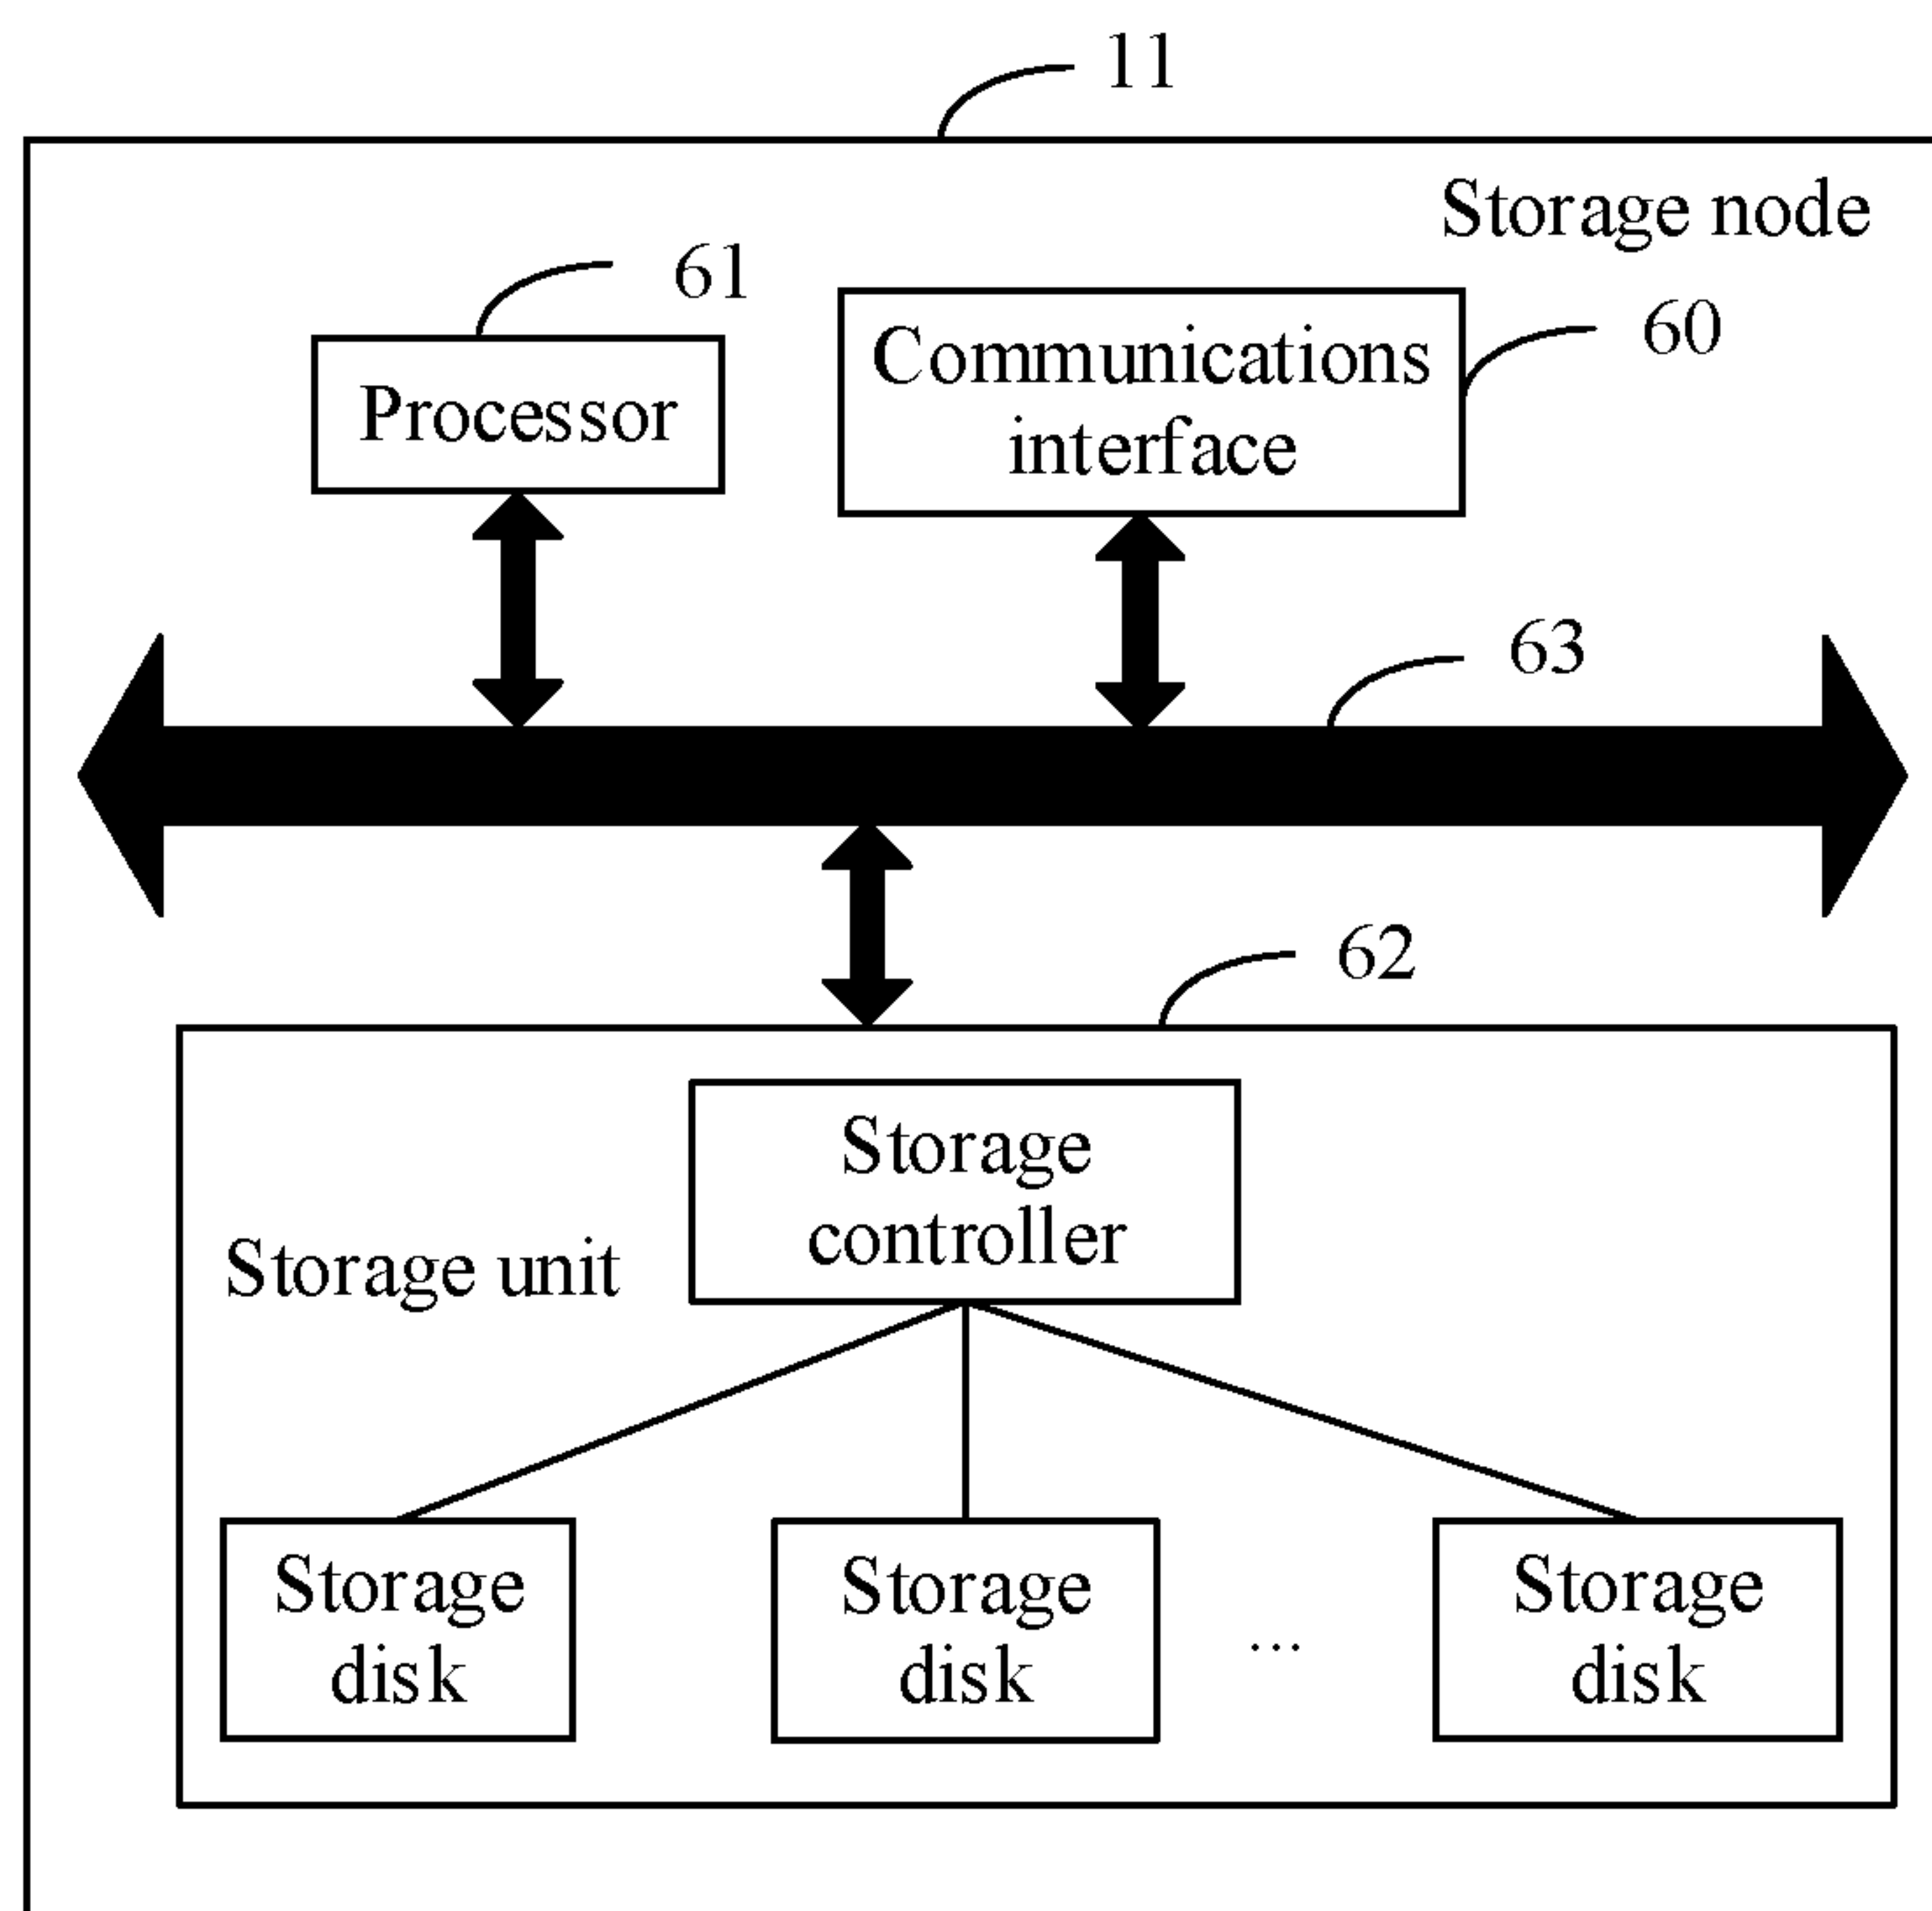 11
Storage node
61
60
Processor
Communications
interface
63
62
Storage
controller
Storage unit
Storage
disk
Storage
disk
...
Storage
disk